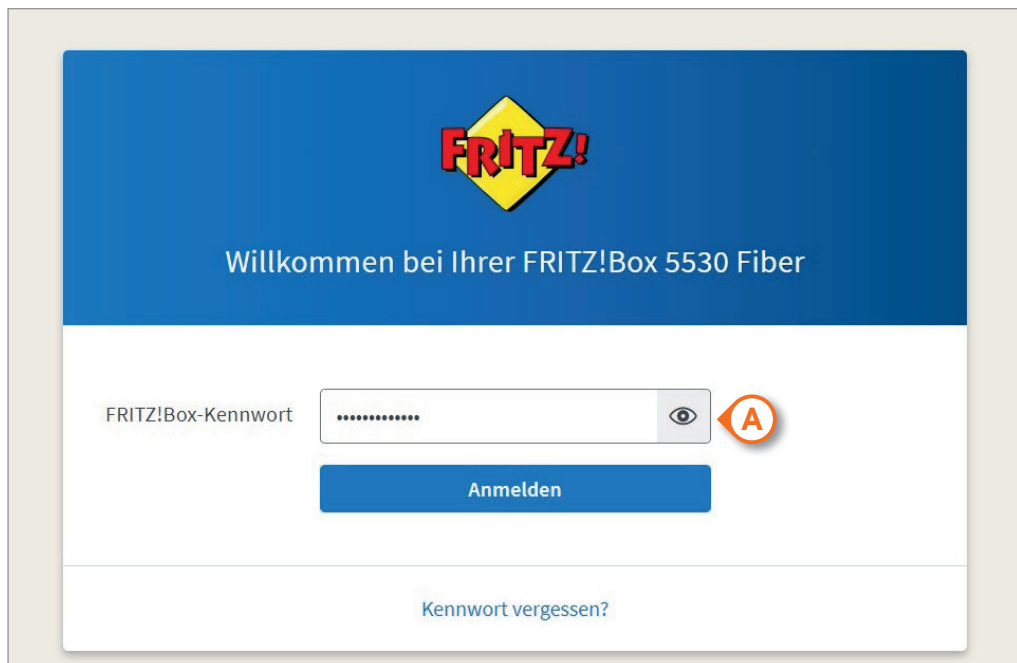 FRITZ!
Willkommen bei Ihrer FRITZ!Box 5530 Fiber
FRITZ!Box-Kennwort •••••••••••••
A
Anmelden
Kennwort vergessen?